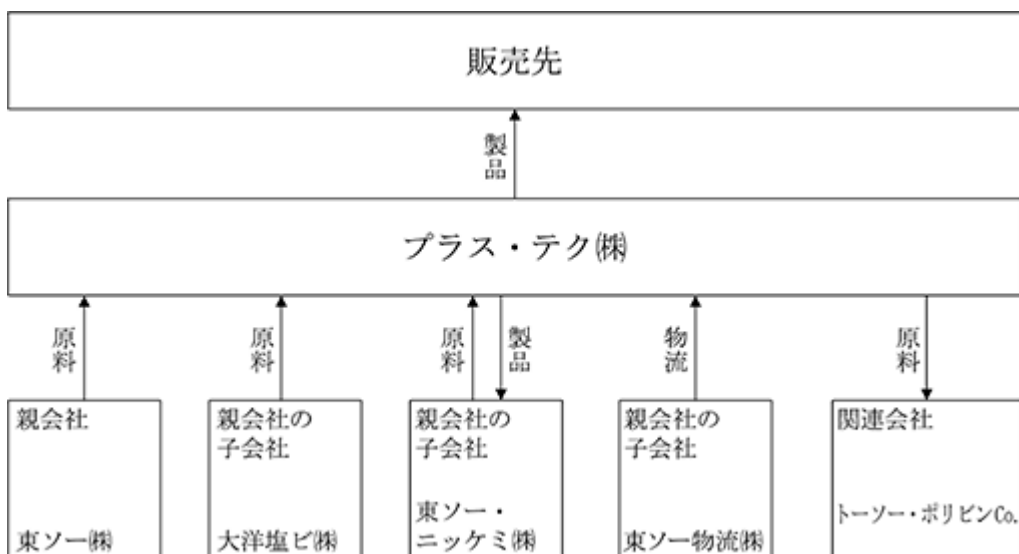 販売先
製品
プラス・テク㈱
原料
原料
原料
製品
物流
原料
親会社
東ソー㈱
親会社の
子会社
大洋塩ビ㈱
親会社の
子会社
東ソー・
ニッケミ㈱
親会社の
子会社
東ソー物流㈱
関連会社
トーソー・ポリビンCo.